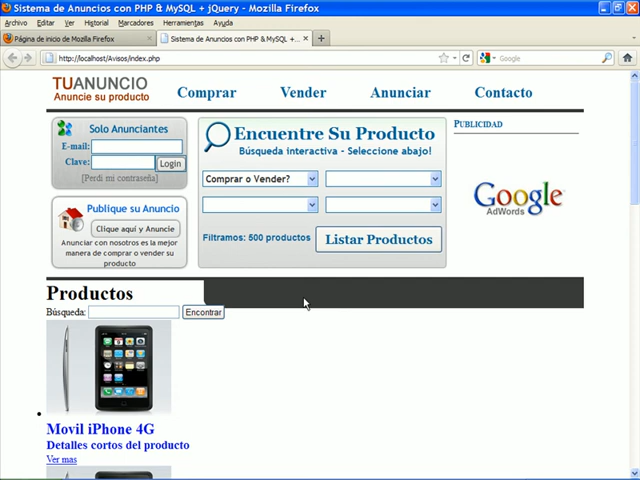 Sistema de Anuncios con PHP & MySQL + jQuery - Mozilla Firefox
Archivo Editar Ver Historial Marcadores Herramientas Ayuda
Página de inicio de Mozilla Firefox
Sistema de Anuncios con PHP & MySQL + ...
http://localhost/Avisos/index.php
Google
TUANUNCIO
Anuncie su producto
Comprar
Vender
Anunciar
Contacto
Solo Anunciantes
E-mail:
Clave:
Login
[Perdí mi contraseña]
Publique su Anuncio
Clique aquí y Anuncie
Anunciar con nosotros es la mejor
manera de comprar o vender su
producto
Encuentre Su Producto
Búsqueda interactiva - Seleccione abajo!
Comprar o Vender?
Filtramos: 500 productos
Listar Productos
PUBLICIDAD
Google
AdWords
Productos
Búsqueda:
Encontrar
Movil iPhone 4G
Detalles cortos del producto
Ver mas